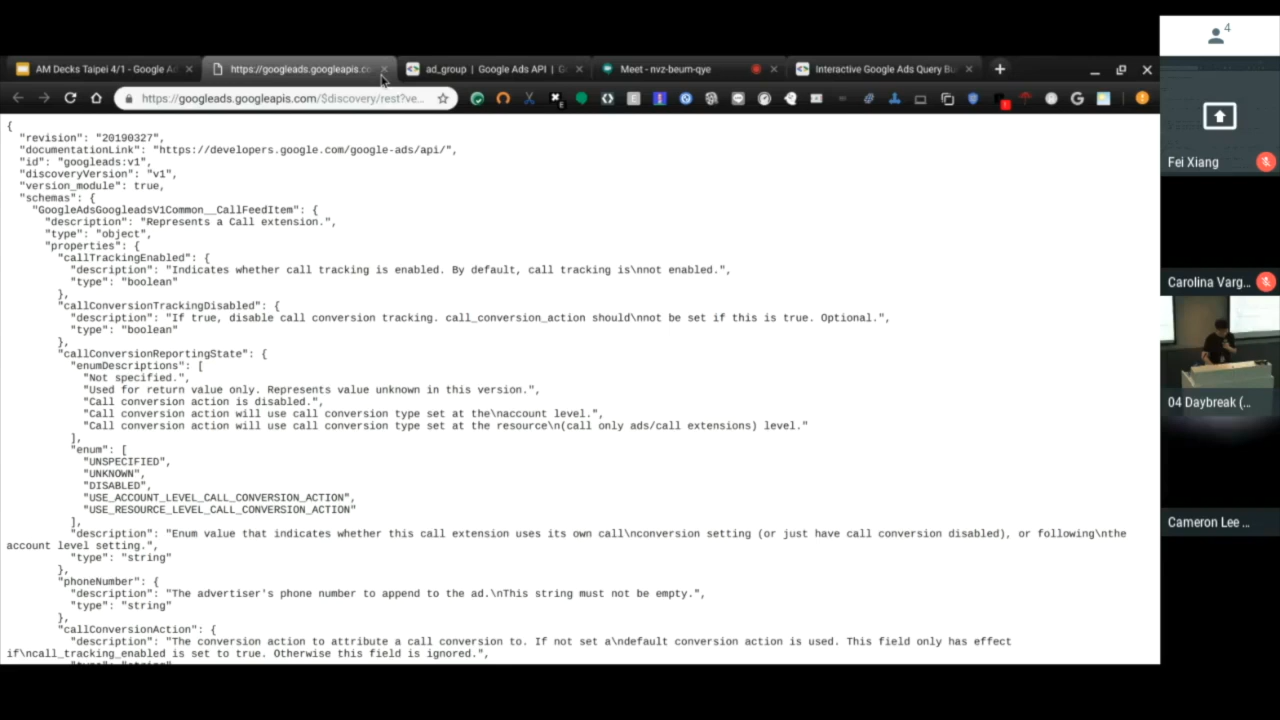 AM Decks Taipei 4/1 - Google Ad
https://googleads.googleapis.co
ad_group | Google Ads API | G
Meet - nvz-beum-qye
Interactive Google Ads Query Bu
https://googleads.googleapis.com/$discovery/rest?ve...
{
"revision": "20190327",
"documentationLink": "https://developers.google.com/google-ads/api/",
"id": "googleads:v1",
"discoveryVersion": "v1",
"version_module": true,
"schemas": {
"GoogleAdsGoogleadsV1Common__CallFeedItem": {
"description": "Represents a Call extension.",
"type": "object",
"properties": {
"callTrackingEnabled": {
"description": "Indicates whether call tracking is enabled. By default, call tracking is\nnot enabled.",
"type": "boolean"
},
"callConversionTrackingDisabled": {
"description": "If true, disable call conversion tracking. call_conversion_action should\nnot be set if this is true. Optional.",
"type": "boolean"
},
"callConversionReportingState": {
"enumDescriptions": [
"Not specified.",
"Used for return value only. Represents value unknown in this version.",
"Call conversion action is disabled.",
"Call conversion action will use call conversion type set at the\naccount level.",
"Call conversion action will use call conversion type set at the resource\n(call only ads/call extensions) level."
],
"enum": [
"UNSPECIFIED",
"UNKNOWN",
"DISABLED",
"USE_ACCOUNT_LEVEL_CALL_CONVERSION_ACTION",
"USE_RESOURCE_LEVEL_CALL_CONVERSION_ACTION"
],
"description": "Enum value that indicates whether this call extension uses its own call\nconversion setting (or just have call conversion disabled), or following\nthe
account level setting.",
"type": "string"
},
"phoneNumber": {
"description": "The advertiser's phone number to append to the ad.\nThis string must not be empty.",
"type": "string"
},
"callConversionAction": {
"description": "The conversion action to attribute a call conversion to. If not set a\ndefault conversion action is used. This field only has effect
if\ncall_tracking_enabled is set to true. Otherwise this field is ignored.",
4
Fei Xiang
Carolina Varg...
04 Daybreak (...
Cameron Lee ...